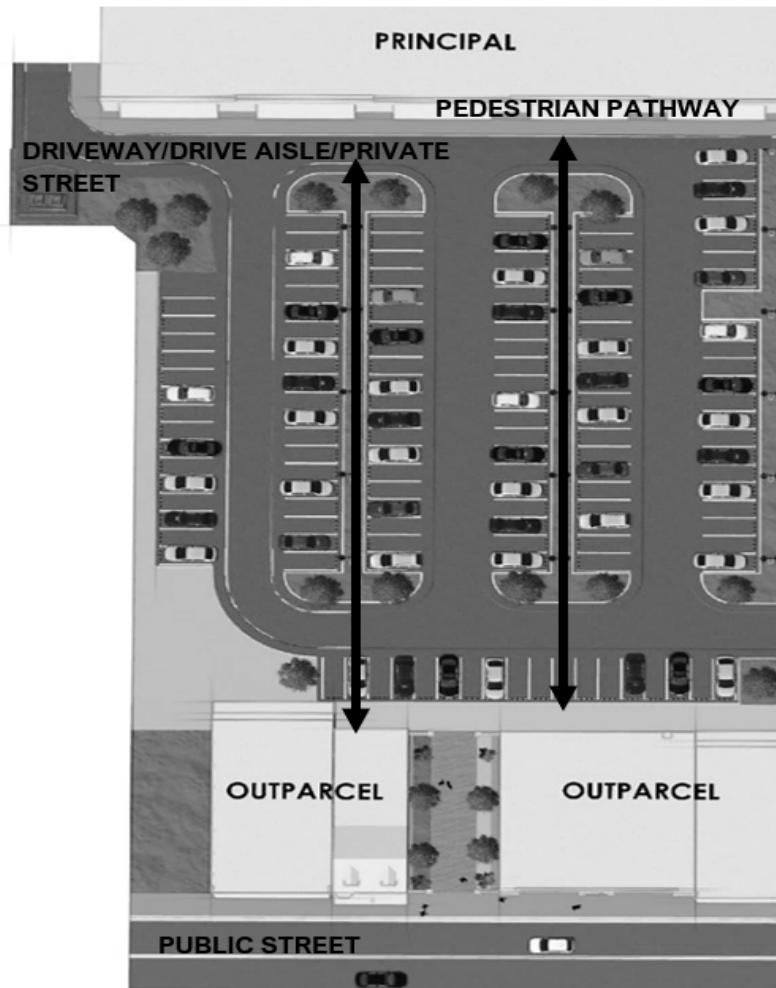 PRINCIPAL
PEDESTRIAN PATHWAY
DRIVEWAY/DRIVE AISLE/PRIVATE
STREET
OUTPARCEL
OUTPARCEL
PUBLIC STREET